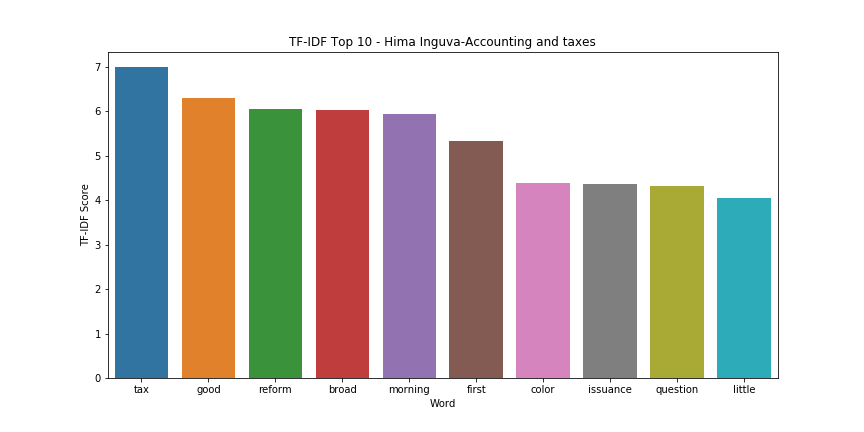 TF-IDF Top 10 - Hima Inguva-Accounting and taxes
TF-IDF Score
7
6
5
4
3
2
1
0
tax good reform broad morning first color issuance question little
Word